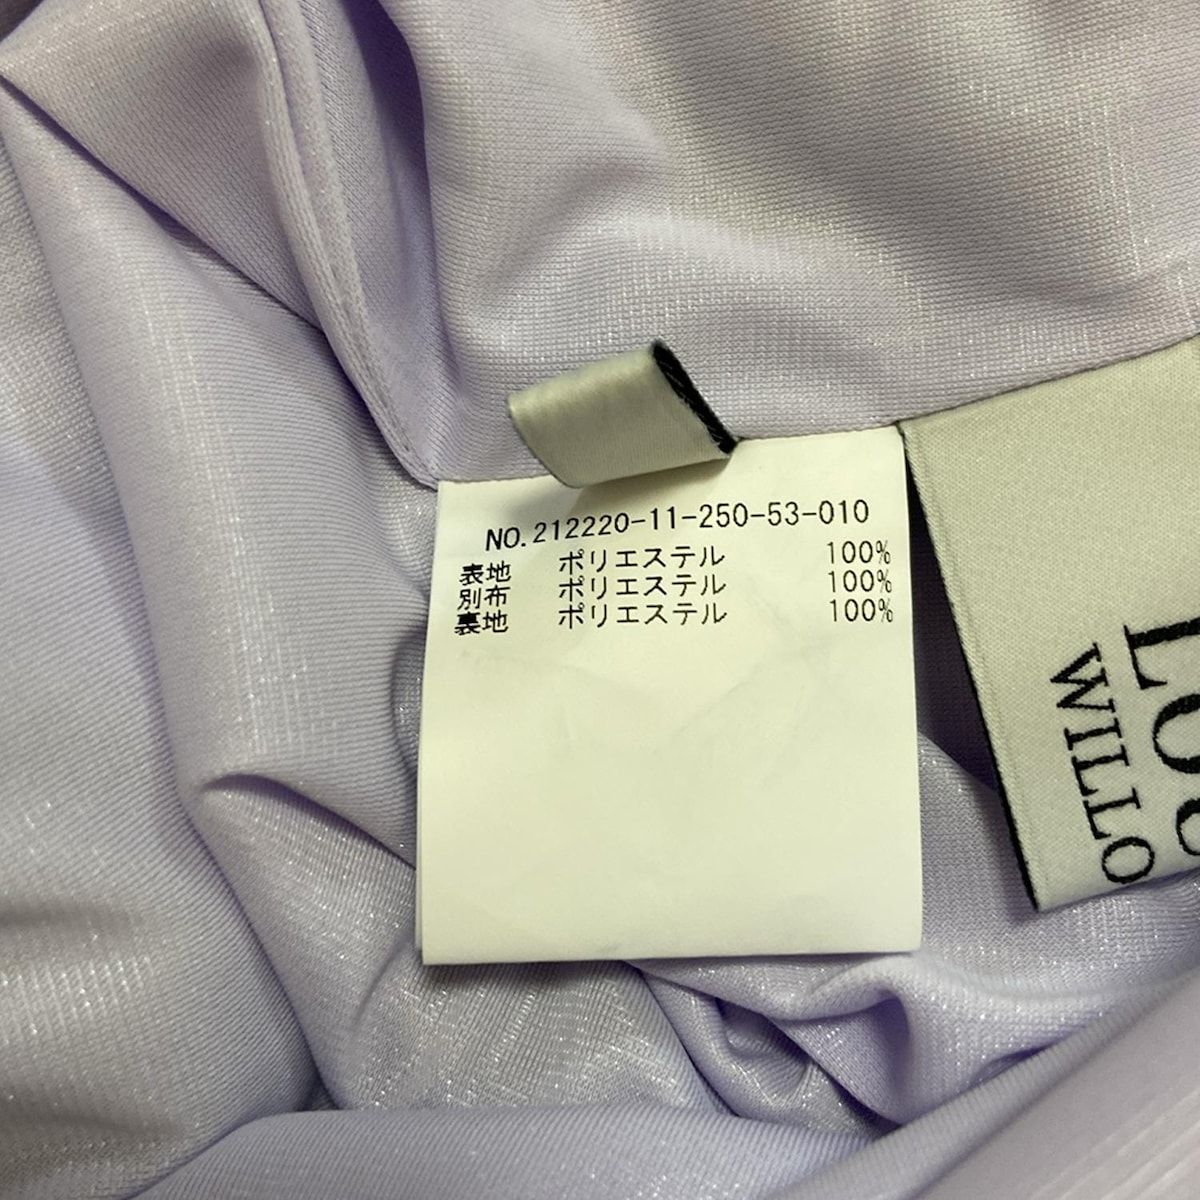 NO.212220-11-250-53-010
表地 ポリエステル 100%
別布 ポリエステル 100%
裏地 ポリエステル 100%
WILLO